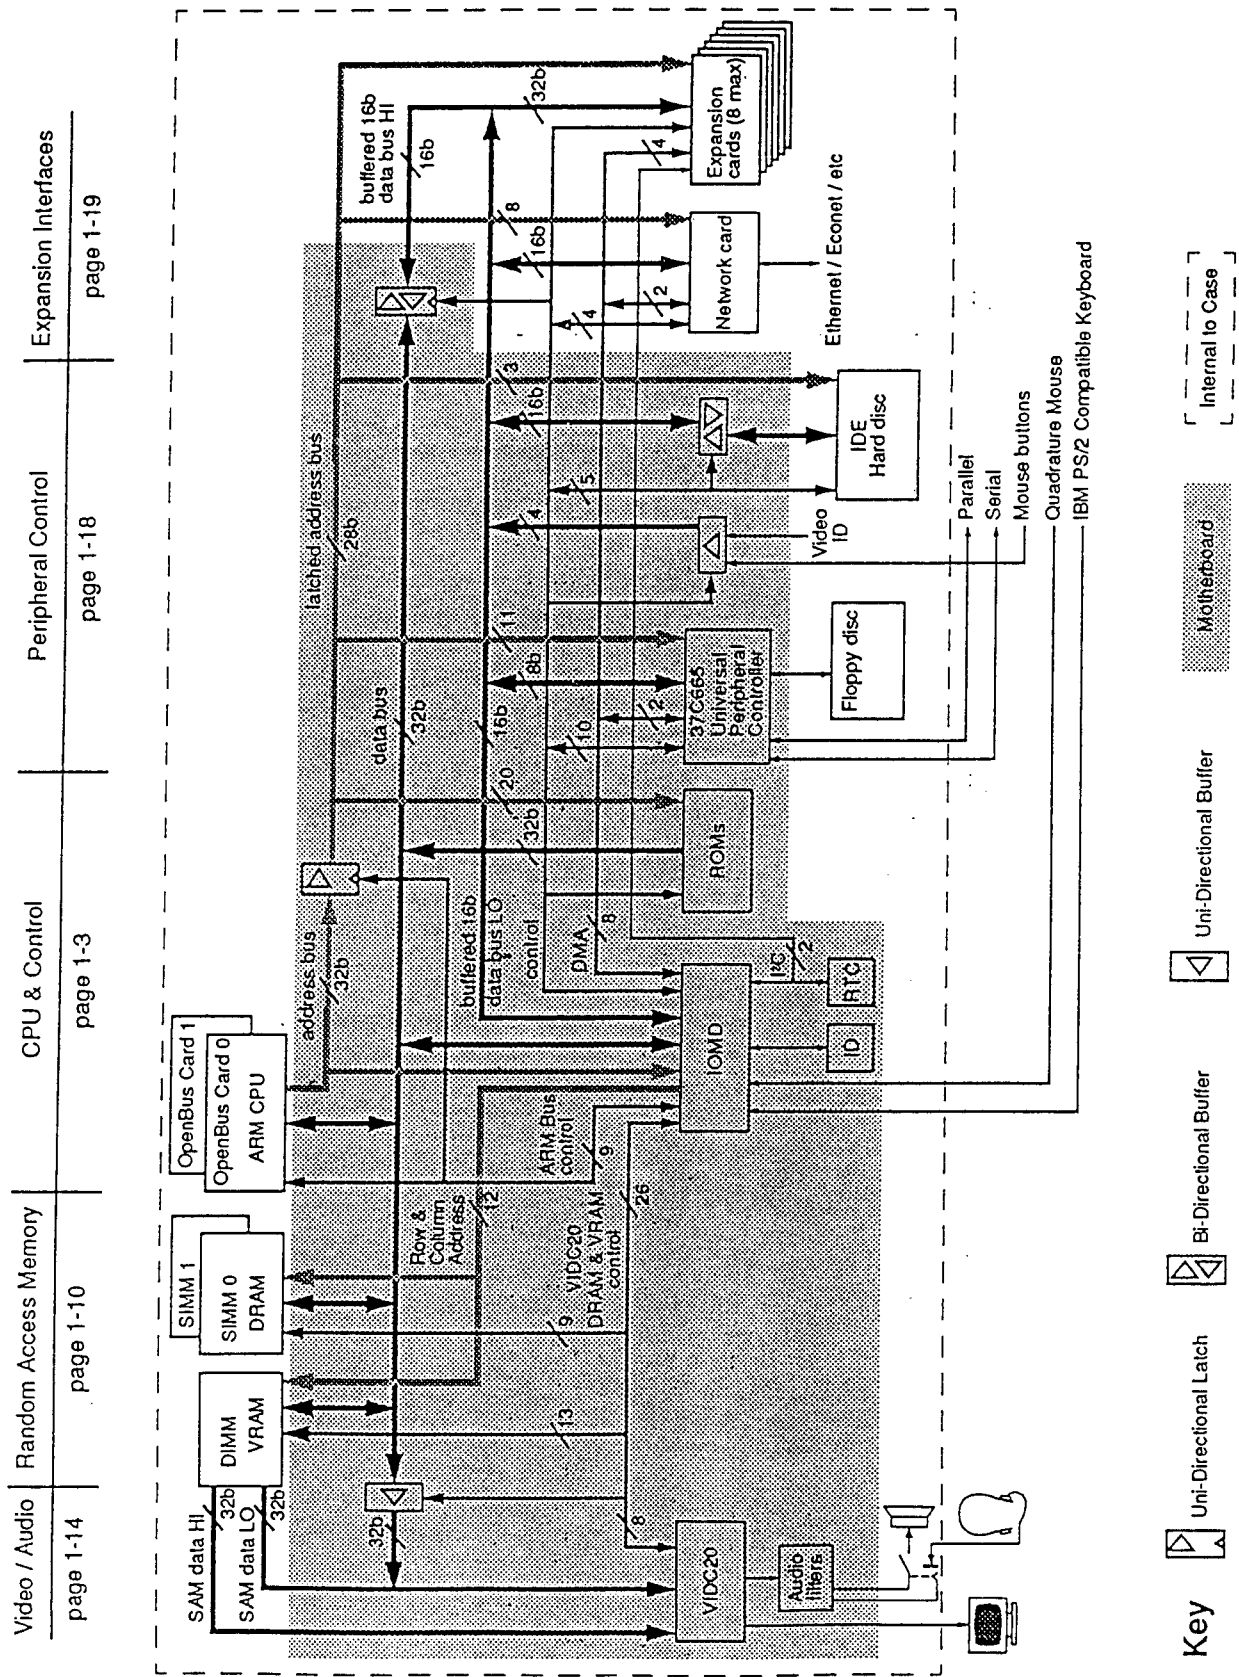 Video / Audio
page 1-14
Random Access Memory
page 1-10
CPU & Control
page 1-3
Peripheral Control
page 1-18
Expansion Interfaces
page 1-19
SAM data HI
32b
SAM data LO
32b
DIMM
VRAM
SIMM 1
SIMM 0
DRAM
OpenBus Card 1
OpenBus Card 0
ARM CPU
address bus
32b
latched address bus
28b
data bus
32b
buffered 16b
data bus HI
16b
32b
32b
Row &
Column
Address
12
buffered 16b
data bus LO
16b
control
DMA
8
ARM Bus
control
9
VIDC20
DRAM & VRAM
control
26
9
13
8
20
32b
11
8b
2
10
4
5
16b
3
8
16b
2
4
4
I²C
2
VIDC20
Audio
filters
IOMD
ID
RTC
ROMs
37C665
Universal
Peripheral
Controller
Floppy disc
Video
ID
IDE
Hard disc
Network card
Expansion
cards (8 max)
Ethernet / Econet / etc
Parallel
Serial
Mouse buttons
Quadrature Mouse
IBM PS/2 Compatible Keyboard
Key
Uni-Directional Latch
Bi-Directional Buffer
Uni-Directional Buffer
Motherboard
Internal to Case